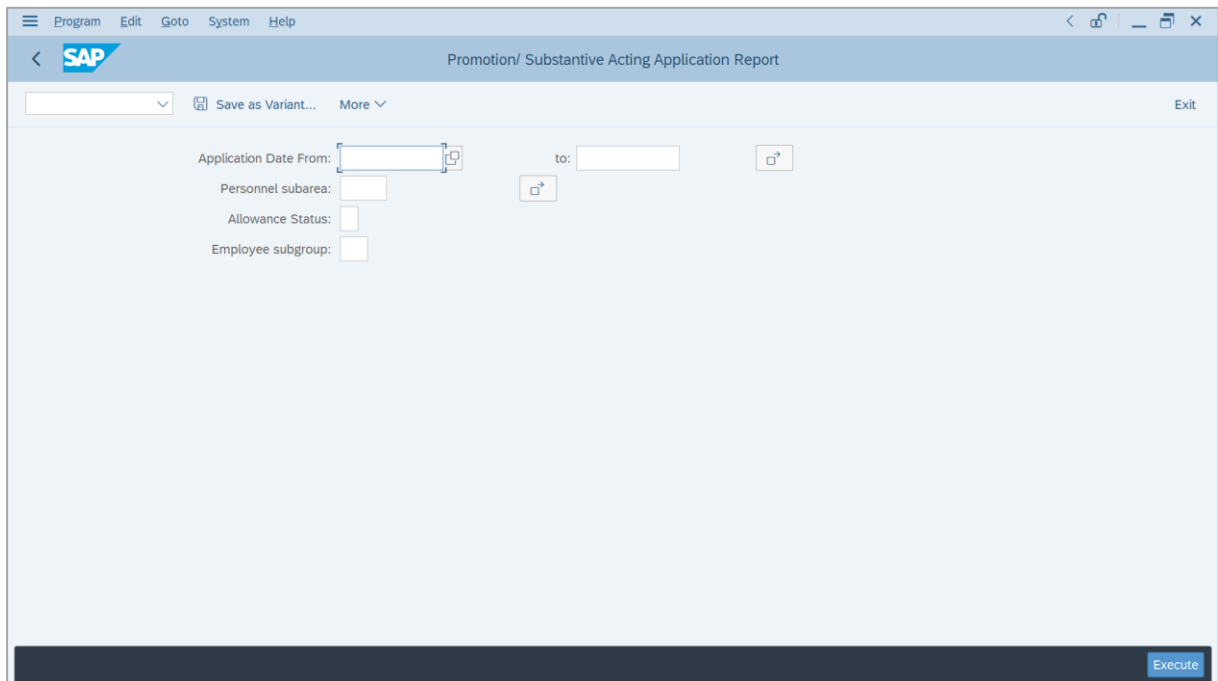 Program Edit Goto System Help
SAP Promotion/ Substantive Acting Application Report
Save as Variant... More Exit
Application Date From: to:
Personnel subarea:
Allowance Status:
Employee subgroup:
Execute